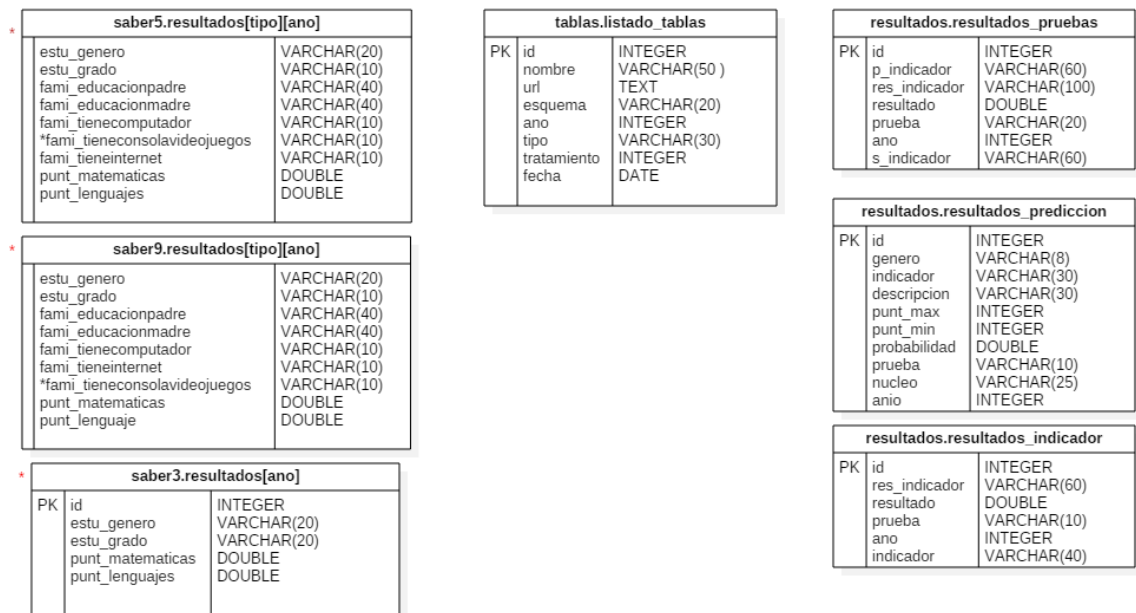 * saber5.resultados[tipo][ano]
estu_genero VARCHAR(20)
estu_grado VARCHAR(10)
fami_educacionpadre VARCHAR(40)
fami_educacionmadre VARCHAR(40)
fami_tienecomputador VARCHAR(10)
*fami_tieneconsolavideojuegos VARCHAR(10)
fami_tieneinternet VARCHAR(10)
punt_matematicas DOUBLE
punt_lenguajes DOUBLE
* saber9.resultados[tipo][ano]
estu_genero VARCHAR(20)
estu_grado VARCHAR(10)
fami_educacionpadre VARCHAR(40)
fami_educacionmadre VARCHAR(40)
fami_tienecomputador VARCHAR(10)
fami_tieneinternet VARCHAR(10)
*fami_tieneconsolavideojuegos VARCHAR(10)
punt_matematicas DOUBLE
punt_lenguaje DOUBLE
* saber3.resultados[ano]
PK id INTEGER
estu_genero VARCHAR(20)
estu_grado VARCHAR(20)
punt_matematicas DOUBLE
punt_lenguajes DOUBLE
tablas.listado_tablas
PK id INTEGER
nombre VARCHAR(50 )
url TEXT
esquema VARCHAR(20)
ano INTEGER
tipo VARCHAR(30)
tratamiento INTEGER
fecha DATE
resultados.resultados_pruebas
PK id INTEGER
p_indicador VARCHAR(60)
res_indicador VARCHAR(100)
resultado DOUBLE
prueba VARCHAR(20)
ano INTEGER
s_indicador VARCHAR(60)
resultados.resultados_prediccion
PK id INTEGER
genero VARCHAR(8)
indicador VARCHAR(30)
descripcion VARCHAR(30)
punt_max INTEGER
punt_min INTEGER
probabilidad DOUBLE
prueba VARCHAR(10)
nucleo VARCHAR(25)
anio INTEGER
resultados.resultados_indicador
PK id INTEGER
res_indicador VARCHAR(60)
resultado DOUBLE
prueba VARCHAR(10)
ano INTEGER
indicador VARCHAR(40)